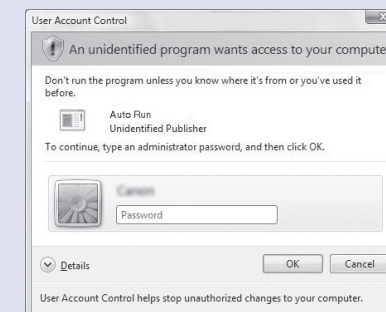 User Account Control
An unidentified program wants access to your compute
Don't run the program unless you know where it's from or you've used it
before.
Auto Run
Unidentified Publisher
To continue, type an administrator password, and then click OK.
Canon
Password
Details
OK
Cancel
User Account Control helps stop unauthorized changes to your computer.